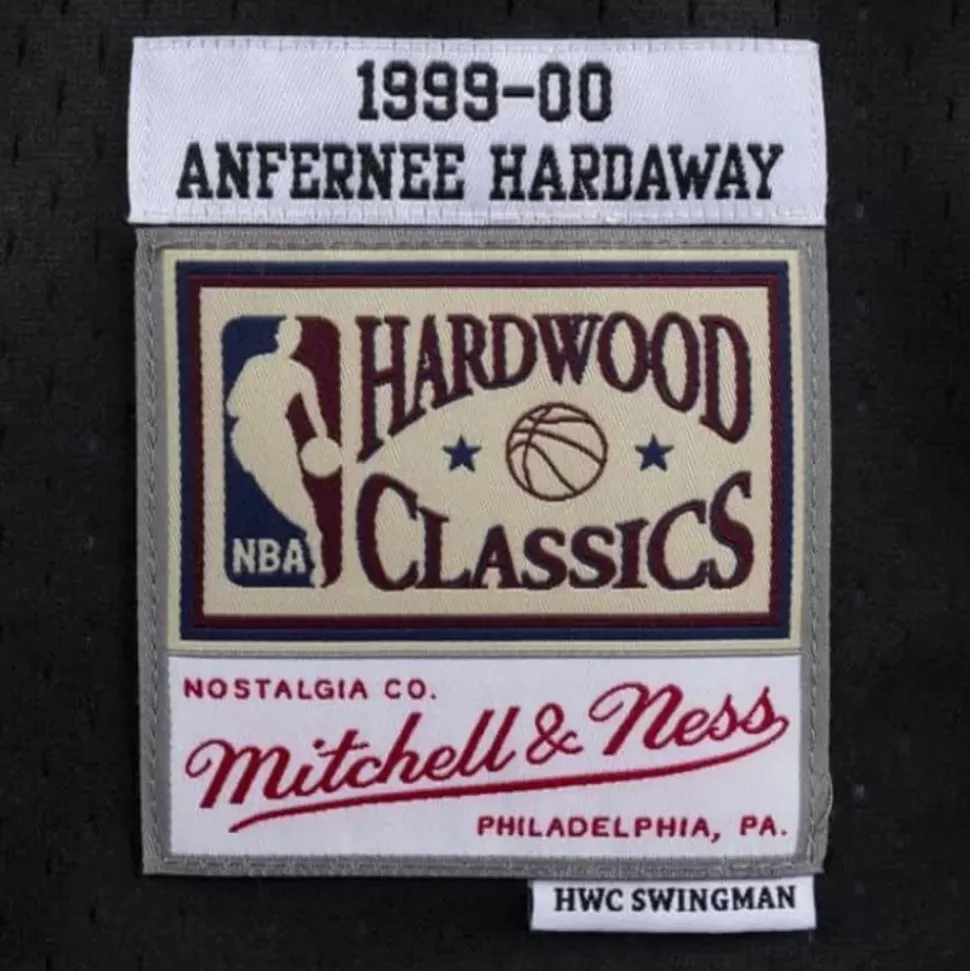 1999-00
ANFERNEE HARDAWAY
HARDWOOD
CLASSICS
NBA
NOSTALGIA CO.
Mitchell & Ness
PHILADELPHIA, PA.
HWC SWINGMAN